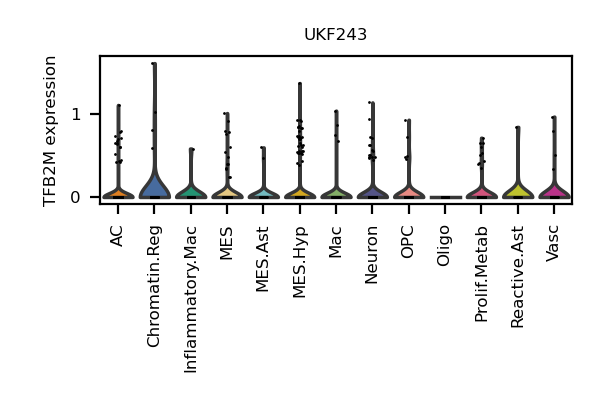 UKF243
TFB2M expression
1
0
AC
Chromatin.Reg
Inflammatory.Mac
MES
MES.Ast
MES.Hyp
Mac
Neuron
OPC
Oligo
Prolif.Metab
Reactive.Ast
Vasc